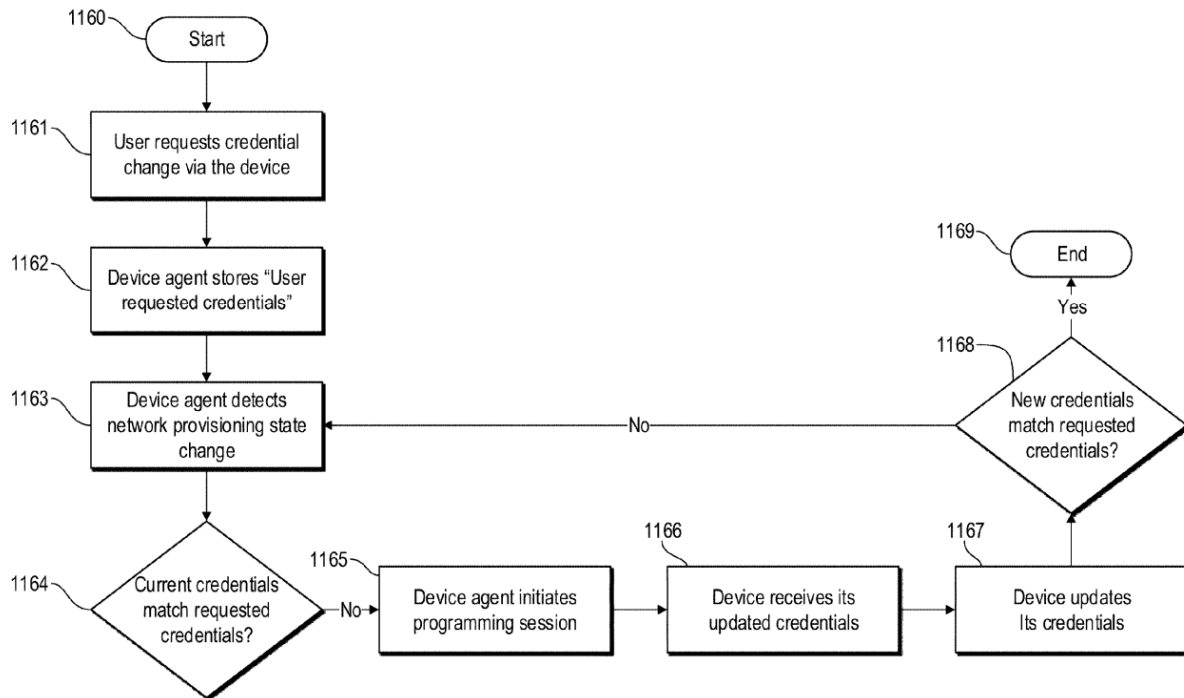 1160
Start
1161
User requests credential
change via the device
1162
Device agent stores “User
requested credentials”
1163
Device agent detects
network provisioning state
change
1164
Current credentials
match requested
credentials?
No
1165
Device agent initiates
programming session
1166
Device receives its
updated credentials
1167
Device updates
Its credentials
1168
New credentials
match requested
credentials?
No
Yes
1169
End